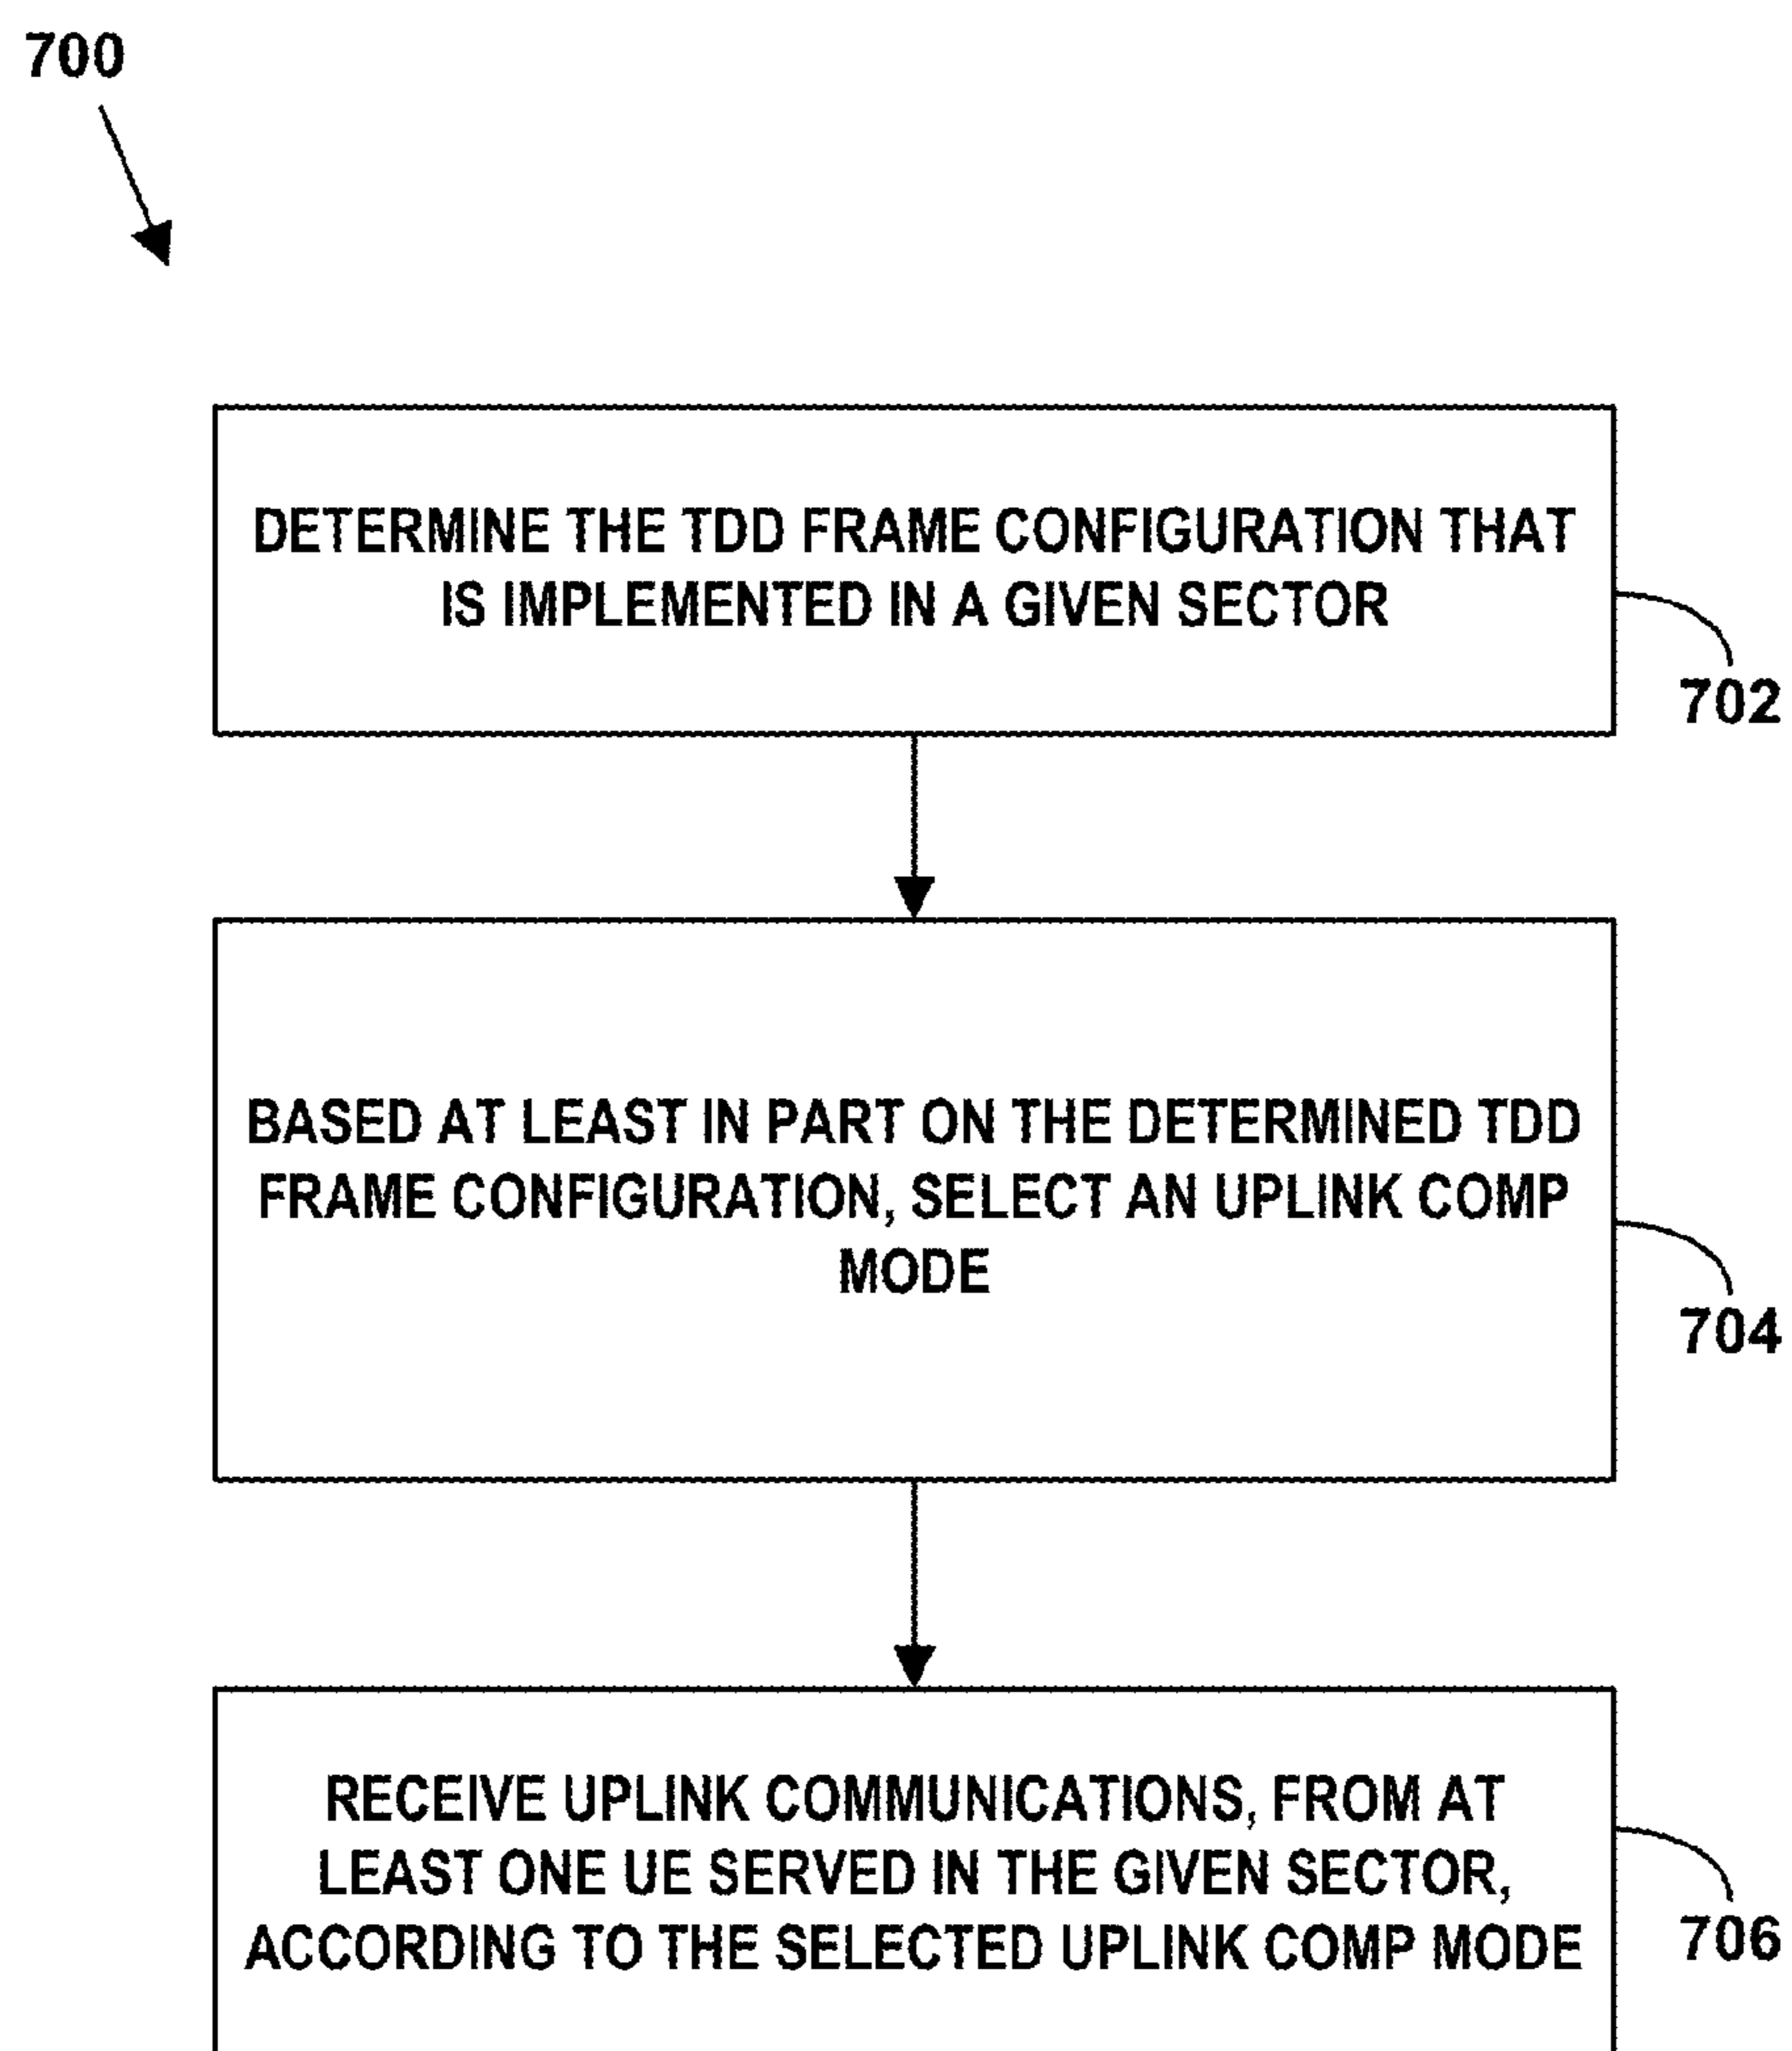 700
DETERMINE THE TDD FRAME CONFIGURATION THAT
IS IMPLEMENTED IN A GIVEN SECTOR
702
BASED AT LEAST IN PART ON THE DETERMINED TDD
FRAME CONFIGURATION, SELECT AN UPLINK COMP
MODE
704
RECEIVE UPLINK COMMUNICATIONS, FROM AT
LEAST ONE UE SERVED IN THE GIVEN SECTOR,
ACCORDING TO THE SELECTED UPLINK COMP MODE
706